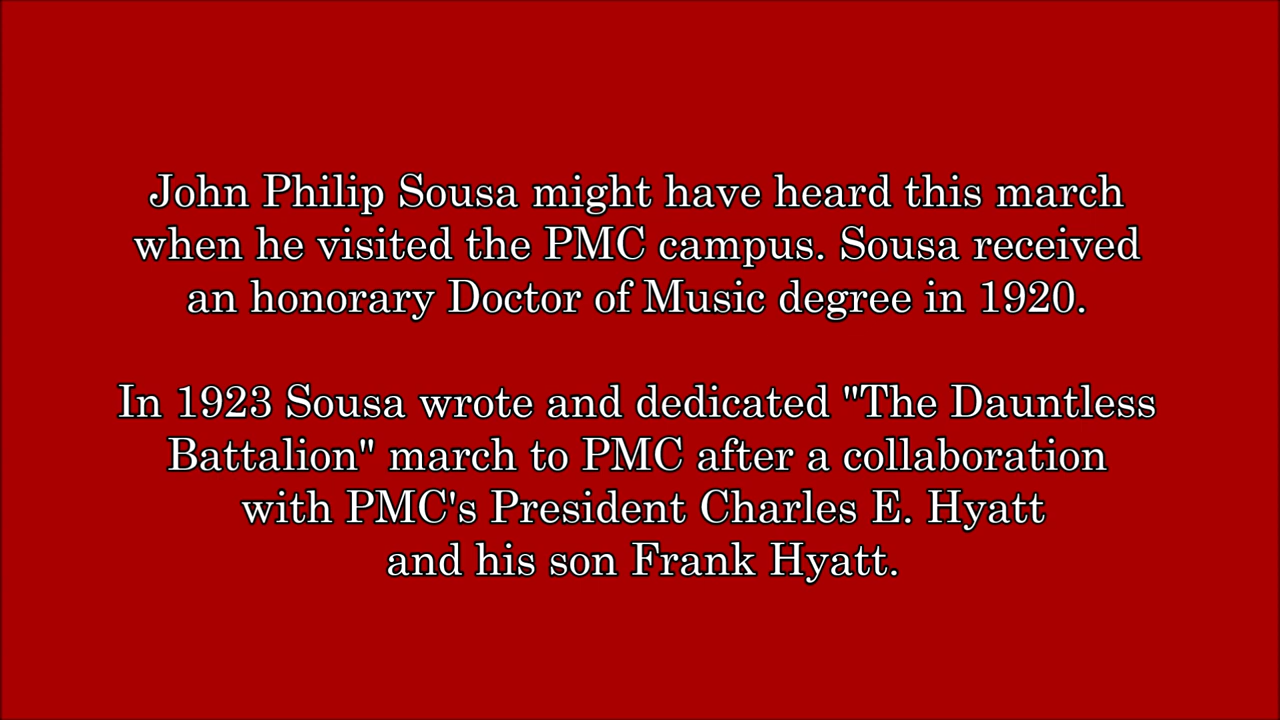 John Philip Sousa might have heard this march
when he visited the PMC campus. Sousa received
an honorary Doctor of Music degree in 1920.
In 1923 Sousa wrote and dedicated "The Dauntless
Battalion" march to PMC after a collaboration
with PMC's President Charles E. Hyatt
and his son Frank Hyatt.